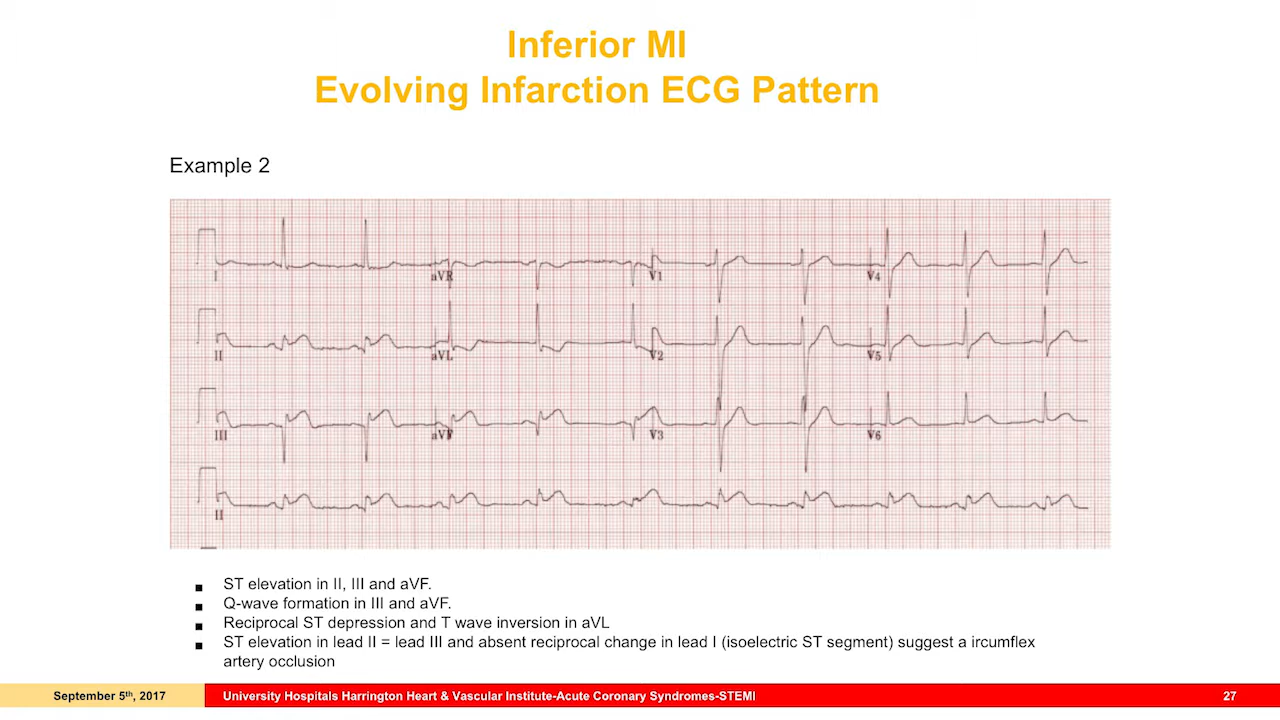 Inferior MI
Evolving Infarction ECG Pattern
Example 2
I
aVR
V1
V4
II
aVL
V2
V5
III
aVF
V3
V6
II
ST elevation in II, III and aVF.
Q-wave formation in III and aVF.
Reciprocal ST depression and T wave inversion in aVL
ST elevation in lead II = lead III and absent reciprocal change in lead I (isoelectric ST segment) suggest a ircumflex
artery occlusion
September 5th, 2017
University Hospitals Harrington Heart & Vascular Institute-Acute Coronary Syndromes-STEMI
27